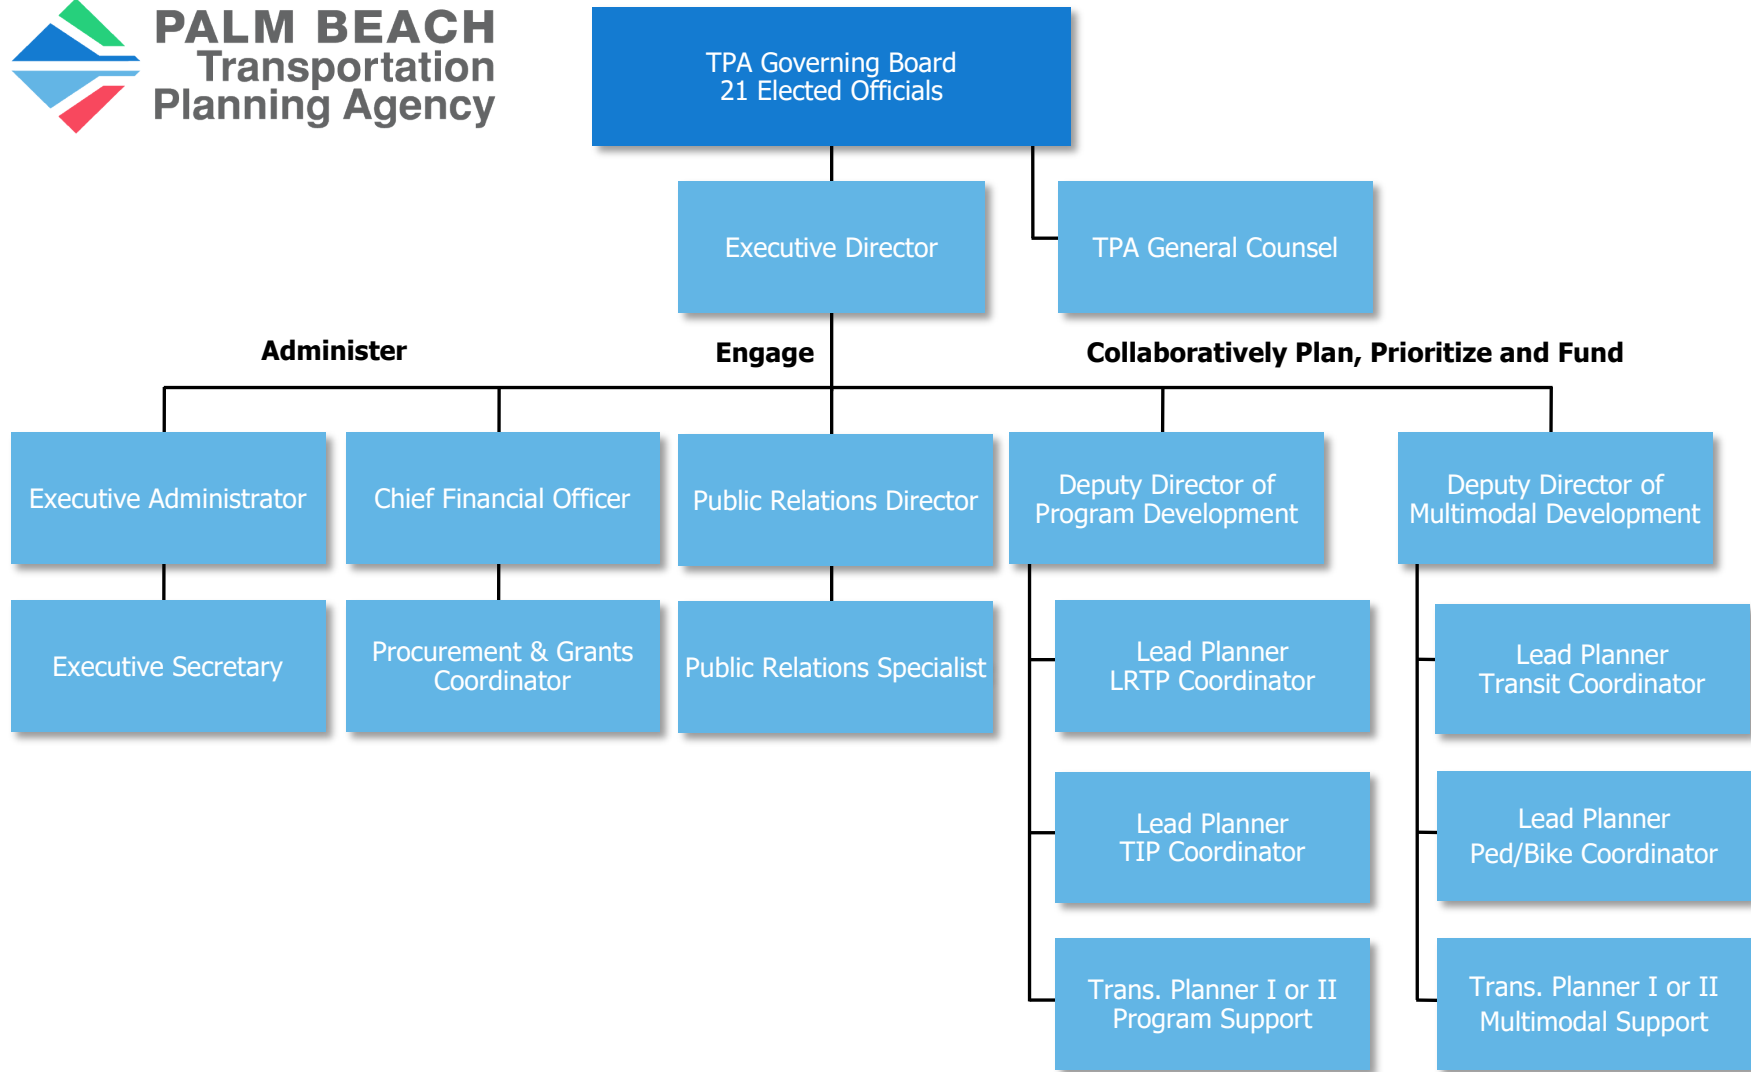 PALM BEACH
Transportation
Planning Agency
TPA Governing Board
21 Elected Officials
Executive Director
TPA General Counsel
Administer
Engage
Collaboratively Plan, Prioritize and Fund
Executive Administrator
Chief Financial Officer
Public Relations Director
Deputy Director of
Program Development
Deputy Director of
Multimodal Development
Executive Secretary
Procurement & Grants
Coordinator
Public Relations Specialist
Lead Planner
LRTP Coordinator
Lead Planner
Transit Coordinator
Lead Planner
TIP Coordinator
Lead Planner
Ped/Bike Coordinator
Trans. Planner I or II
Program Support
Trans. Planner I or II
Multimodal Support